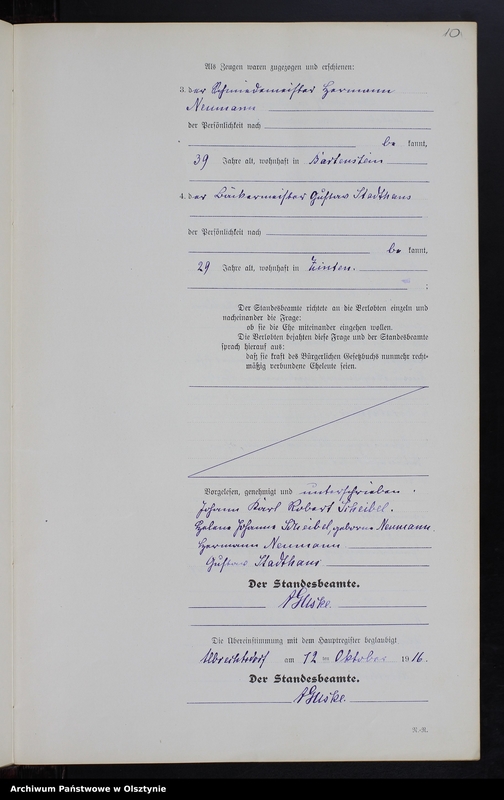 10.
Als Zeugen waren zugezogen und erschienen:
3. der Schmiedemeister Hermann
Neumann
der Persönlichkeit nach
be kannt,
39 Jahre alt, wohnhaft in Bartenstein
4. der Bäckermeister Gustav Stadthaus
der Persönlichkeit nach
be kannt,
29 Jahre alt, wohnhaft in Zinten.
;
Der Standesbeamte richtete an die Verlobten einzeln und
nacheinander die Frage:
ob sie die Ehe miteinander eingehen wollen.
Die Verlobten bejahten diese Frage und der Standesbeamte
sprach hierauf aus:
daß sie kraft des Bürgerlichen Gesetzbuchs nunmehr recht-
mäßig verbundene Eheleute seien.
Vorgelesen, genehmigt und unterschrieben.
Johann Karl Robert Scheibel.
Helene Johanne Scheibel, geborne Neumann.
Hermann Neumann
Gustav Stadthaus
Der Standesbeamte.
Die Übereinstimmung mit dem Hauptregister beglaubigt
Albrechtsdorf am 12 ten Oktober 1916.
Der Standesbeamte.
N.-N.
Archiwum Państwowe w Olsztynie